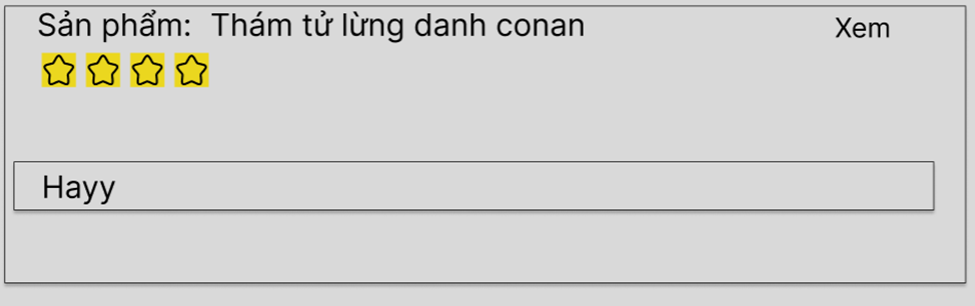 Sản phẩm: Thám tử lừng danh conan
Xem
Hayy